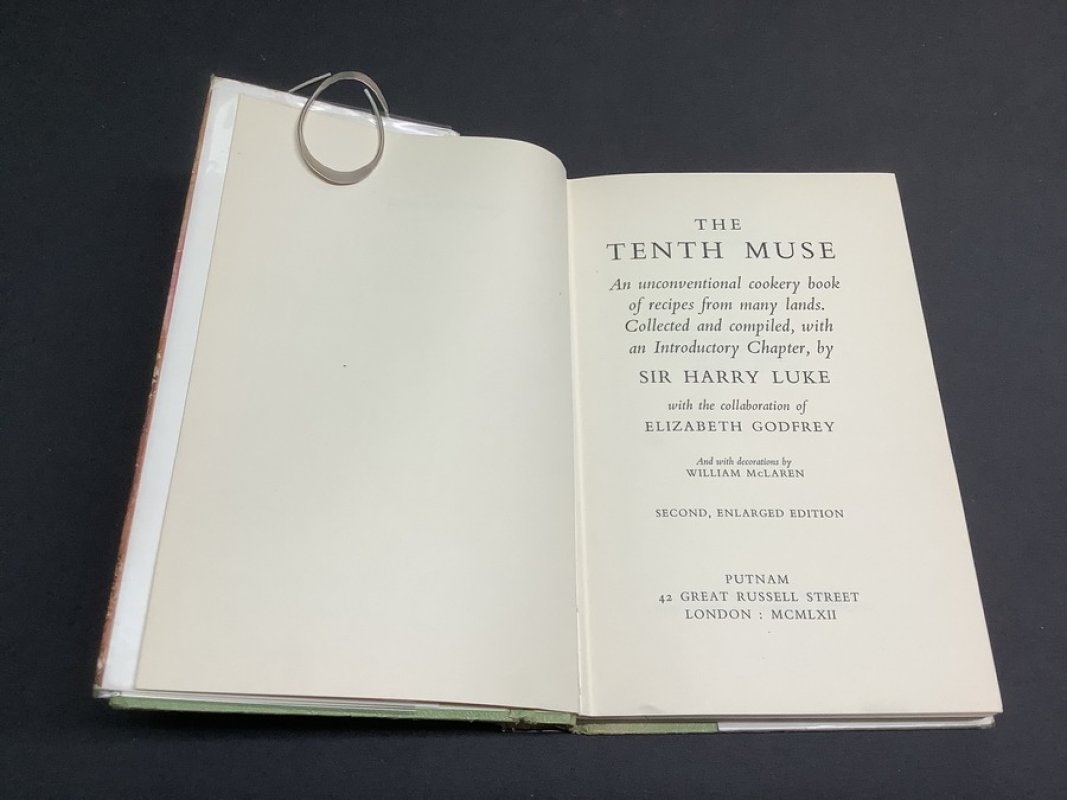 THE
TENTH MUSE
An unconventional cookery book
of recipes from many lands.
Collected and compiled, with
an Introductory Chapter, by
SIR HARRY LUKE
with the collaboration of
ELIZABETH GODFREY
And with decorations by
WILLIAM McLAREN
SECOND, ENLARGED EDITION
PUTNAM
42 GREAT RUSSELL STREET
LONDON : MCMLXII